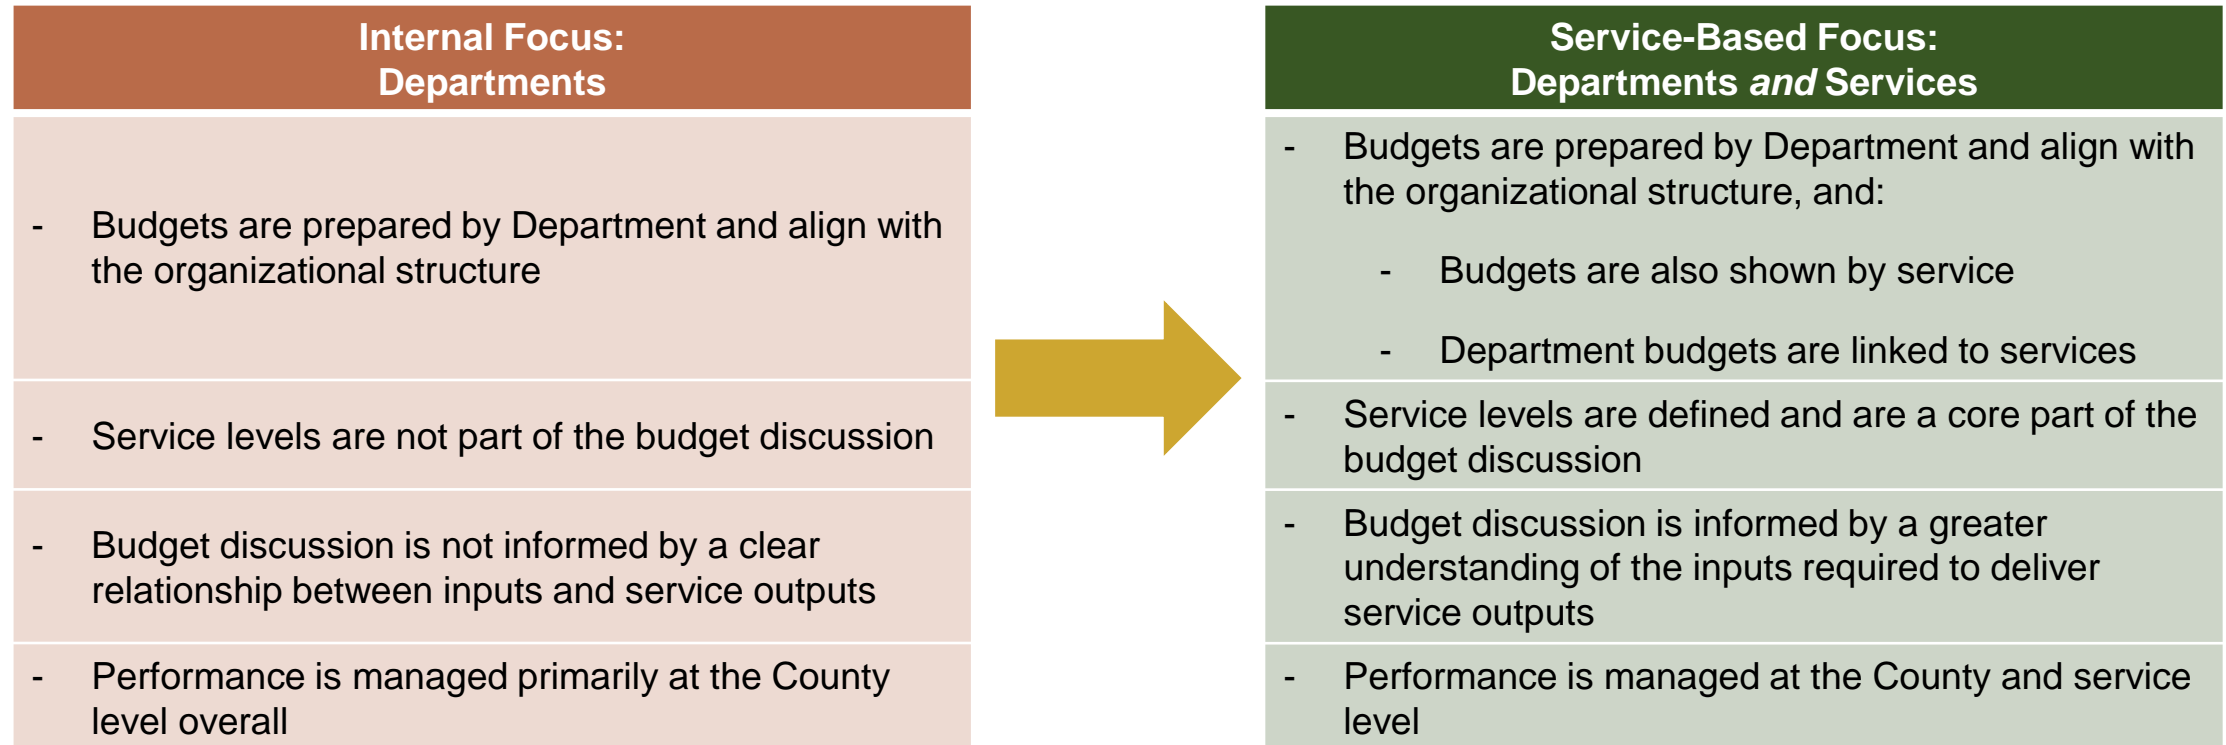 Internal Focus:
Departments
- Budgets are prepared by Department and align with
the organizational structure
- Service levels are not part of the budget discussion
- Budget discussion is not informed by a clear
relationship between inputs and service outputs
- Performance is managed primarily at the County
level overall
Service-Based Focus:
Departments and Services
- Budgets are prepared by Department and align with
the organizational structure, and:
- Budgets are also shown by service
- Department budgets are linked to services
- Service levels are defined and are a core part of the
budget discussion
- Budget discussion is informed by a greater
understanding of the inputs required to deliver
service outputs
- Performance is managed at the County and service
level